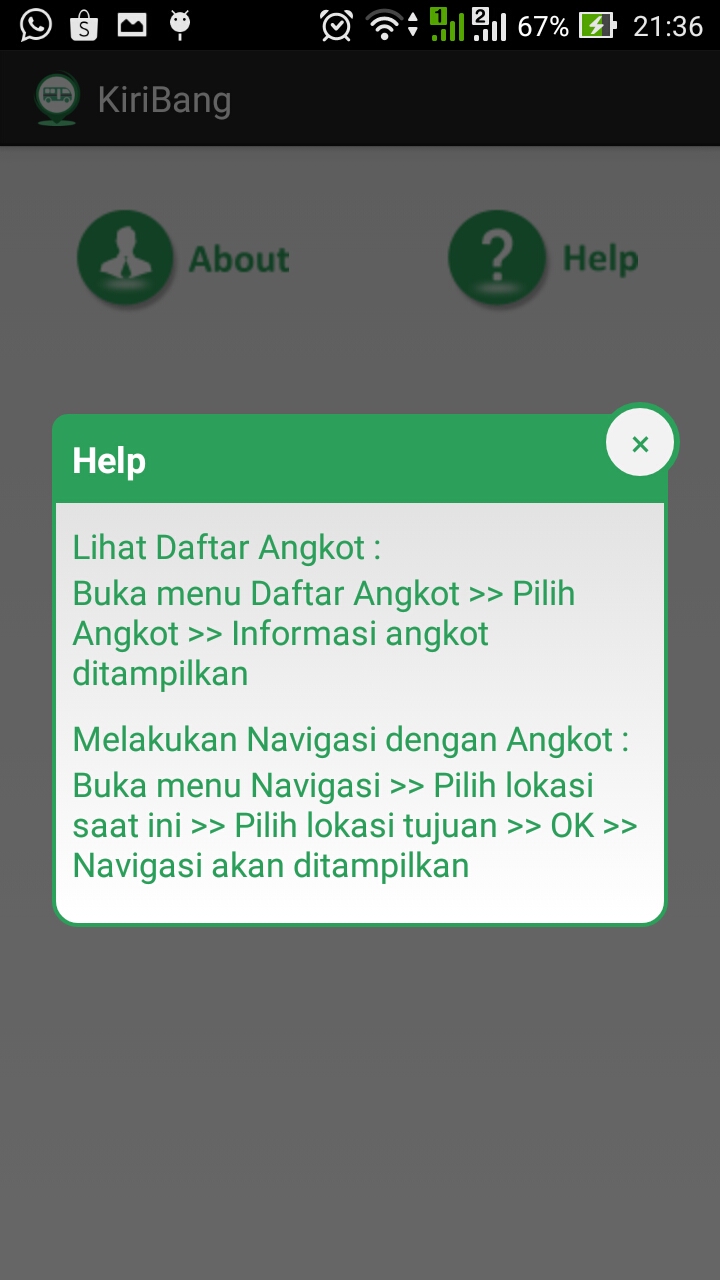 S 1 2 67% 21:36
KiriBang
About Help
? 
Help ×
Lihat Daftar Angkot :
Buka menu Daftar Angkot >> Pilih
Angkot >> Informasi angkot
ditampilkan
Melakukan Navigasi dengan Angkot :
Buka menu Navigasi >> Pilih lokasi
saat ini >> Pilih lokasi tujuan >> OK >>
Navigasi akan ditampilkan